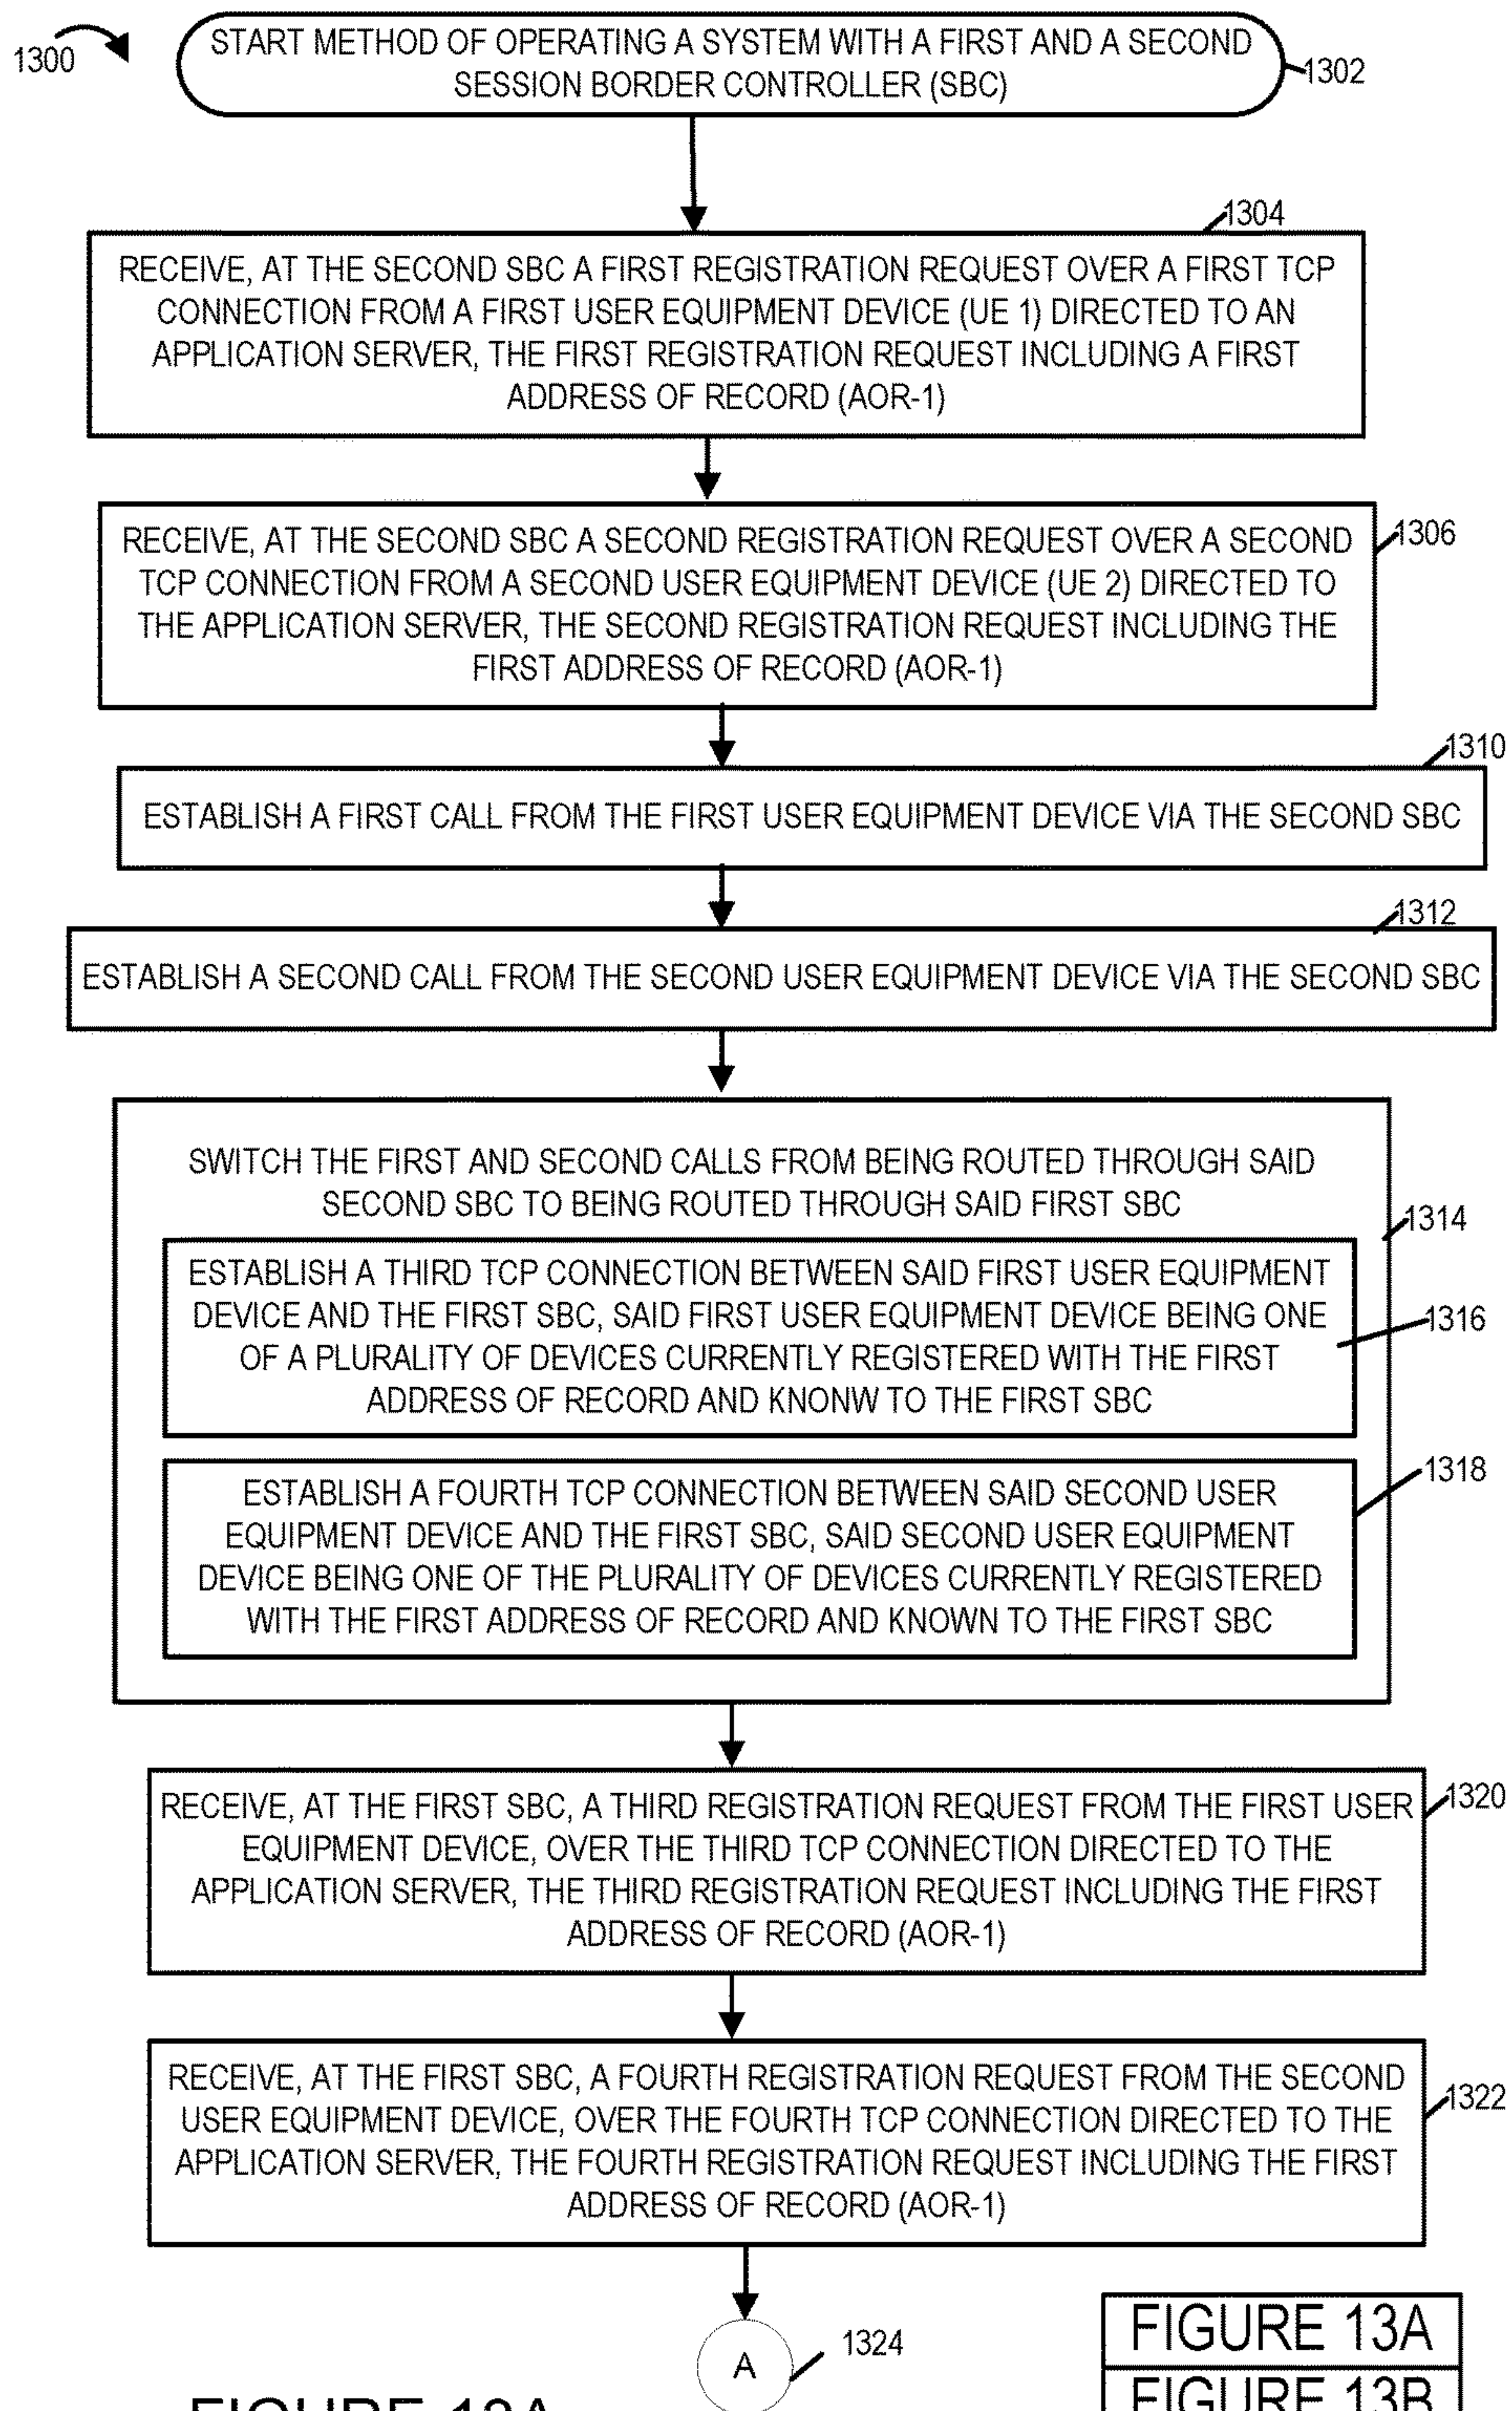 1300
START METHOD OF OPERATING A SYSTEM WITH A FIRST AND A SECOND
SESSION BORDER CONTROLLER (SBC)
1302
1304
RECEIVE, AT THE SECOND SBC A FIRST REGISTRATION REQUEST OVER A FIRST TCP
CONNECTION FROM A FIRST USER EQUIPMENT DEVICE (UE 1) DIRECTED TO AN
APPLICATION SERVER, THE FIRST REGISTRATION REQUEST INCLUDING A FIRST
ADDRESS OF RECORD (AOR-1)
1306
RECEIVE, AT THE SECOND SBC A SECOND REGISTRATION REQUEST OVER A SECOND
TCP CONNECTION FROM A SECOND USER EQUIPMENT DEVICE (UE 2) DIRECTED TO
THE APPLICATION SERVER, THE SECOND REGISTRATION REQUEST INCLUDING THE
FIRST ADDRESS OF RECORD (AOR-1)
1310
ESTABLISH A FIRST CALL FROM THE FIRST USER EQUIPMENT DEVICE VIA THE SECOND SBC
1312
ESTABLISH A SECOND CALL FROM THE SECOND USER EQUIPMENT DEVICE VIA THE SECOND SBC
SWITCH THE FIRST AND SECOND CALLS FROM BEING ROUTED THROUGH SAID
SECOND SBC TO BEING ROUTED THROUGH SAID FIRST SBC
1314
ESTABLISH A THIRD TCP CONNECTION BETWEEN SAID FIRST USER EQUIPMENT
DEVICE AND THE FIRST SBC, SAID FIRST USER EQUIPMENT DEVICE BEING ONE
OF A PLURALITY OF DEVICES CURRENTLY REGISTERED WITH THE FIRST
ADDRESS OF RECORD AND KNONW TO THE FIRST SBC
1316
ESTABLISH A FOURTH TCP CONNECTION BETWEEN SAID SECOND USER
EQUIPMENT DEVICE AND THE FIRST SBC, SAID SECOND USER EQUIPMENT
DEVICE BEING ONE OF THE PLURALITY OF DEVICES CURRENTLY REGISTERED
WITH THE FIRST ADDRESS OF RECORD AND KNOWN TO THE FIRST SBC
1318
RECEIVE, AT THE FIRST SBC, A THIRD REGISTRATION REQUEST FROM THE FIRST USER
EQUIPMENT DEVICE, OVER THE THIRD TCP CONNECTION DIRECTED TO THE
APPLICATION SERVER, THE THIRD REGISTRATION REQUEST INCLUDING THE FIRST
ADDRESS OF RECORD (AOR-1)
1320
RECEIVE, AT THE FIRST SBC, A FOURTH REGISTRATION REQUEST FROM THE SECOND
USER EQUIPMENT DEVICE, OVER THE FOURTH TCP CONNECTION DIRECTED TO THE
APPLICATION SERVER, THE FOURTH REGISTRATION REQUEST INCLUDING THE FIRST
ADDRESS OF RECORD (AOR-1)
1322
A
1324
FIGURE 13A
FIGURE 13B
FIGURE 13A